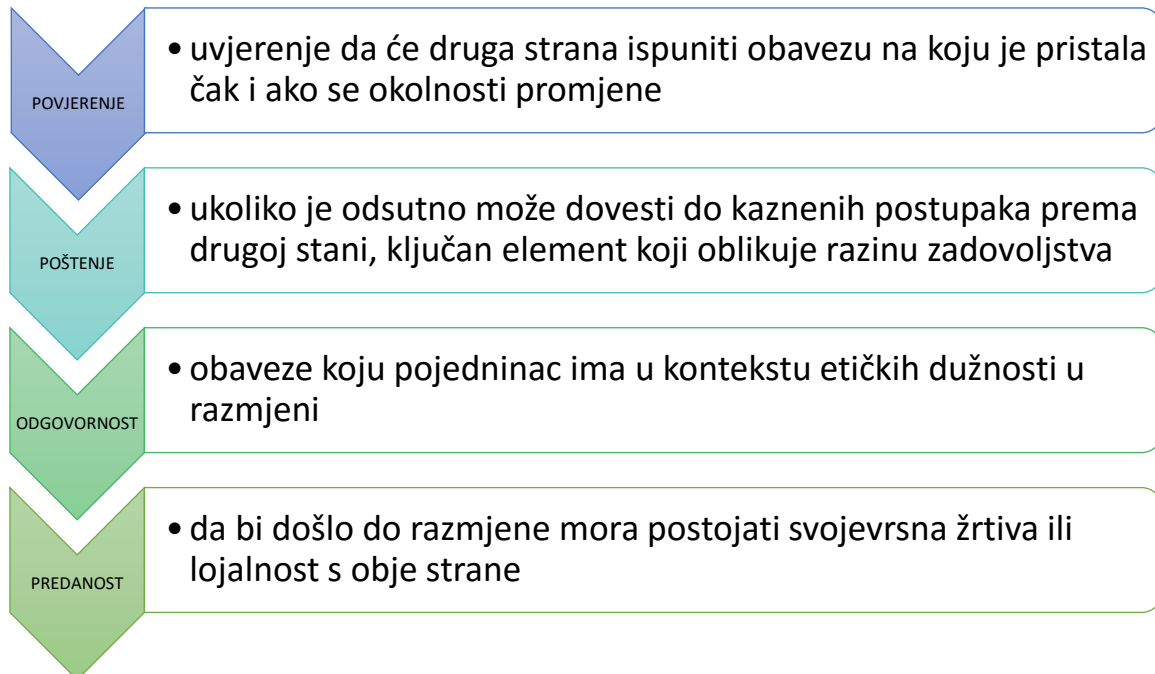 POVJERENJE
• uvjerenje da će druga strana ispuniti obavezu na koju je pristala
čak i ako se okolnosti promjene
POŠTENJE
• ukoliko je odsutno može dovesti do kaznenih postupaka prema
drugoj stani, ključan element koji oblikuje razinu zadovoljstva
ODGOVORNOST
• obaveze koju pojedninac ima u kontekstu etičkih dužnosti u
razmjeni
PREDANOST
• da bi došlo do razmjene mora postojati svojevrsna žrtiva ili
lojalnost s obje strane